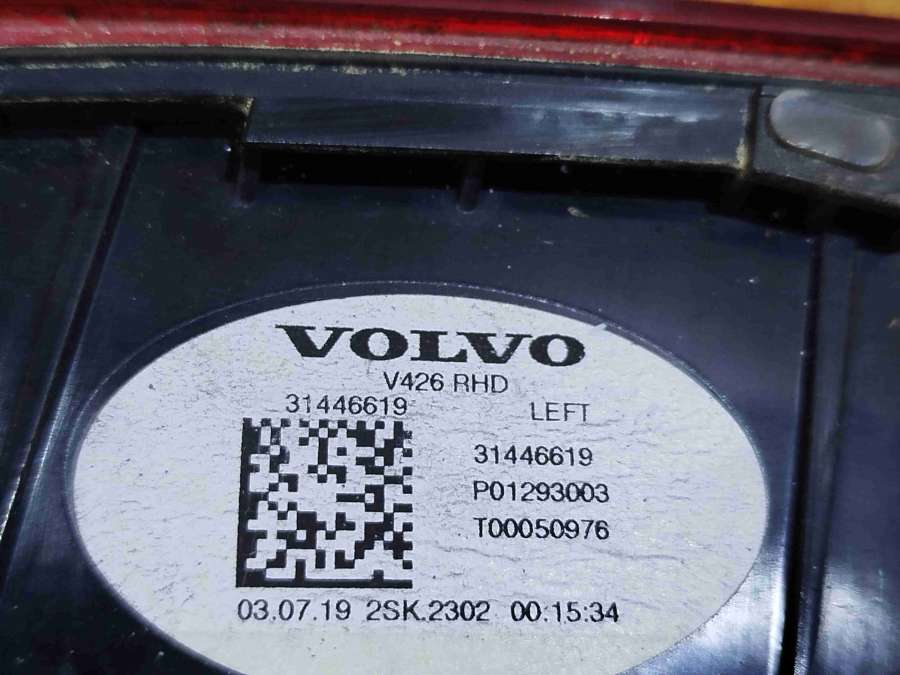 VOLVO
V426 RHD
31446619
LEFT
31446619
P01293003
T00050976
03.07.19 2SK.2302 00:15:34